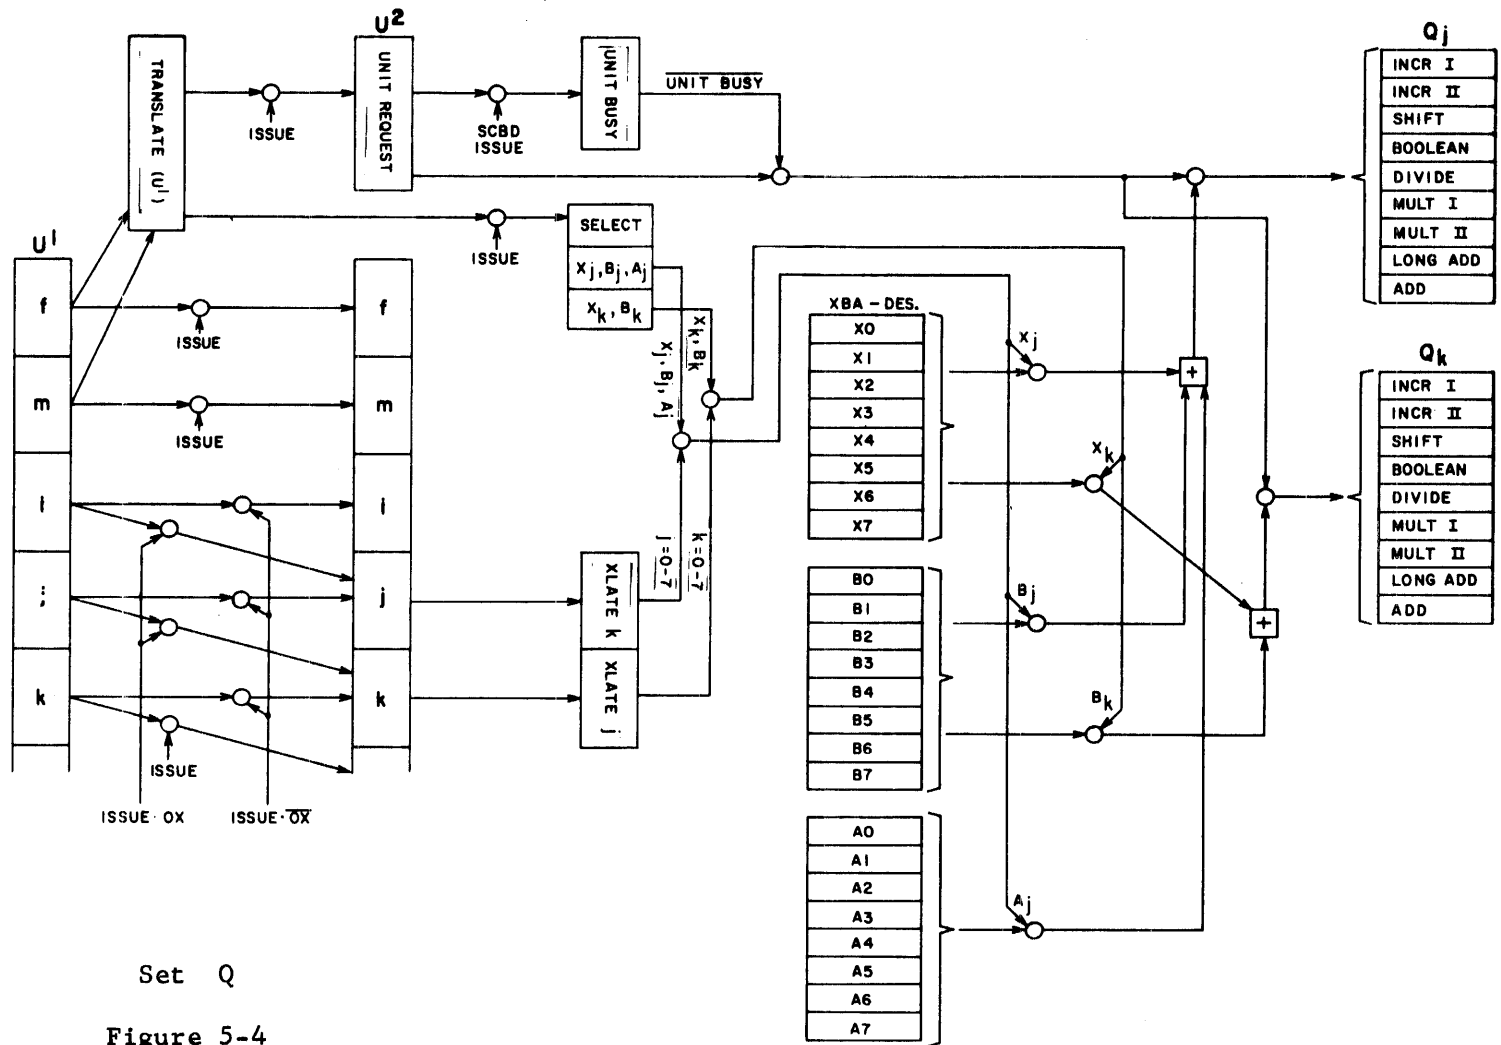 U²
TRANSLATE (U¹)
ISSUE
UNIT REQUEST
SCBD
ISSUE
UNIT BUSY
UNIT BUSY
Qj
INCR I
INCR II
SHIFT
BOOLEAN
DIVIDE
MULT I
MULT II
LONG ADD
ADD
U¹
f
m
i
j
k
ISSUE
ISSUE
ISSUE
ISSUE · OX
ISSUE · O̅X̅
f
m
i
j
k
ISSUE
SELECT
Xj, Bj, Aj
Xk, Bk
Xk, Bk
Xj, Bj, Aj
j=0-7
k=0-7
XLATE k
XLATE j
XBA - DES.
X0
X1
X2
X3
X4
X5
X6
X7
B0
B1
B2
B3
B4
B5
B6
B7
A0
A1
A2
A3
A4
A5
A6
A7
Xj
Xk
Bj
Bk
Aj
+
+
Qk
INCR I
INCR II
SHIFT
BOOLEAN
DIVIDE
MULT I
MULT II
LONG ADD
ADD
Set Q
Figure 5-4